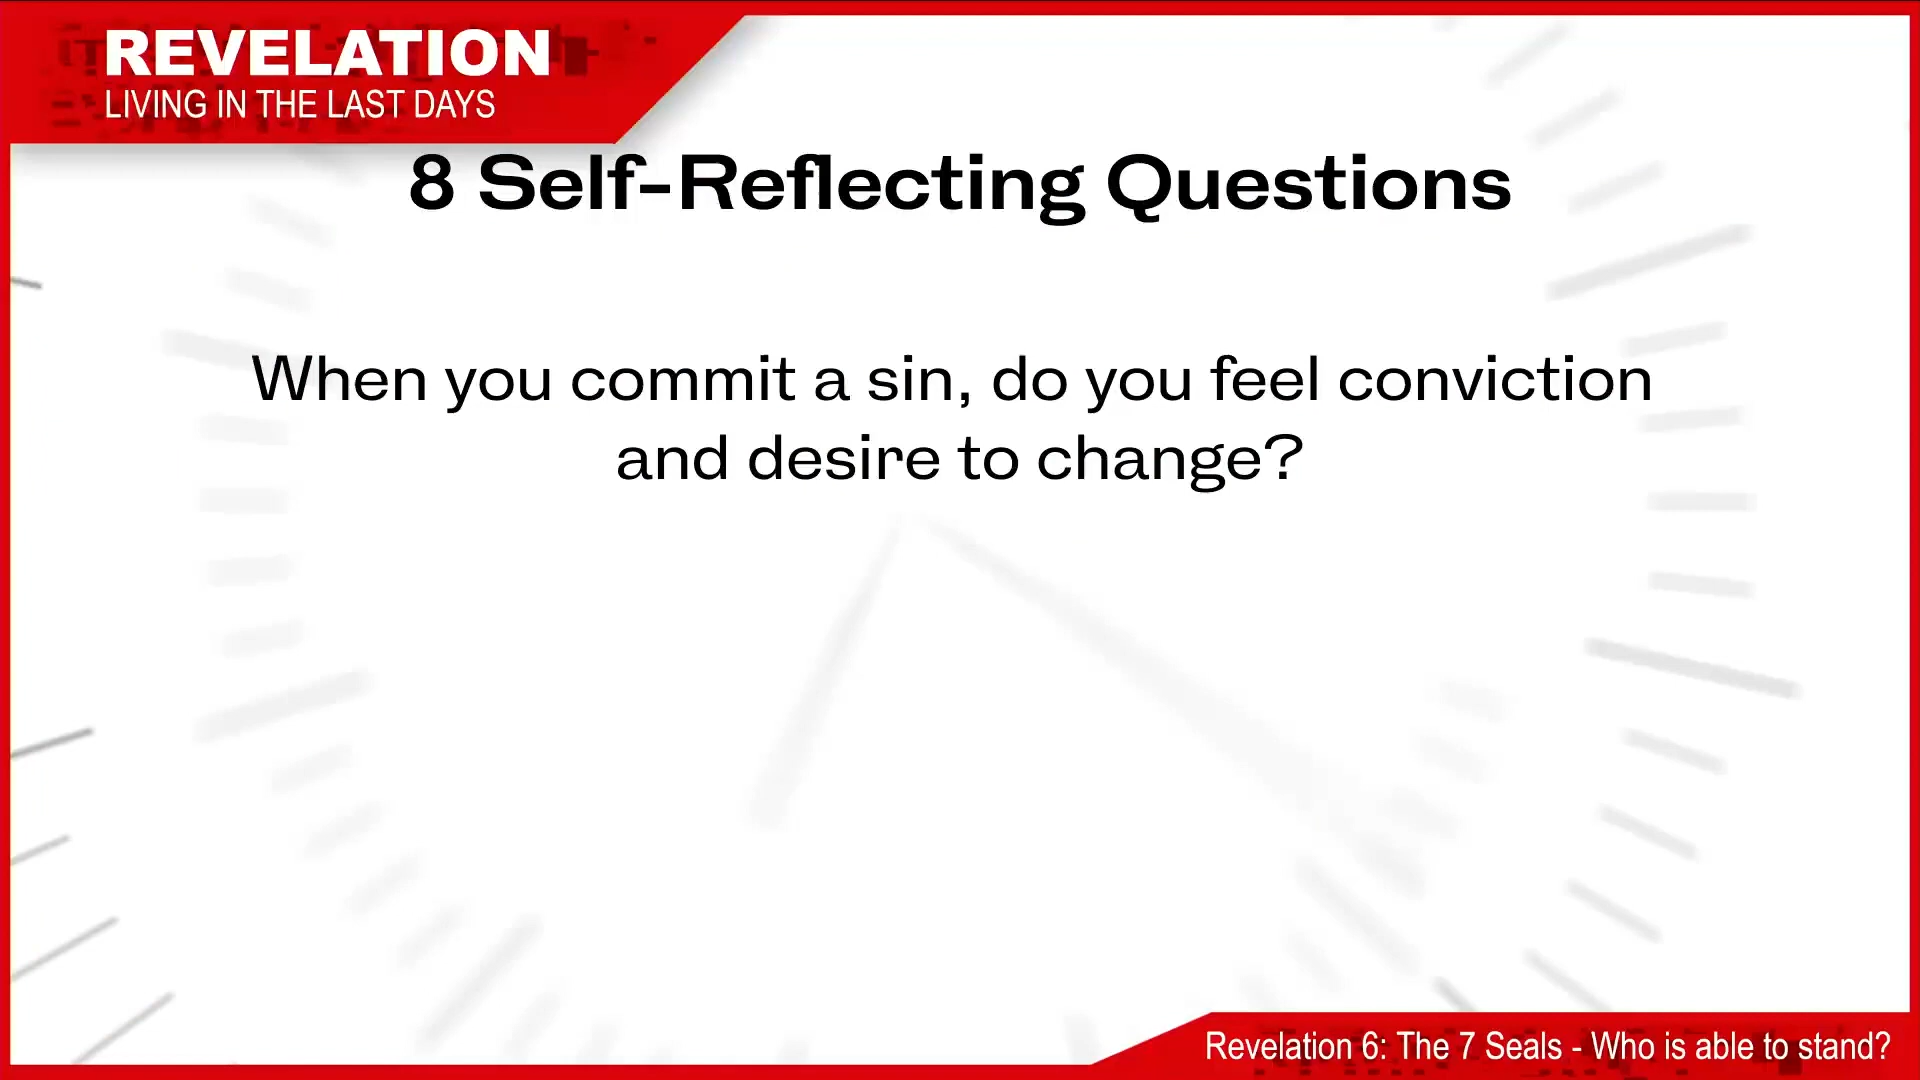 REVELATION
LIVING IN THE LAST DAYS
8 Self-Reflecting Questions
When you commit a sin, do you feel conviction
and desire to change?
Revelation 6: The 7 Seals - Who is able to stand?